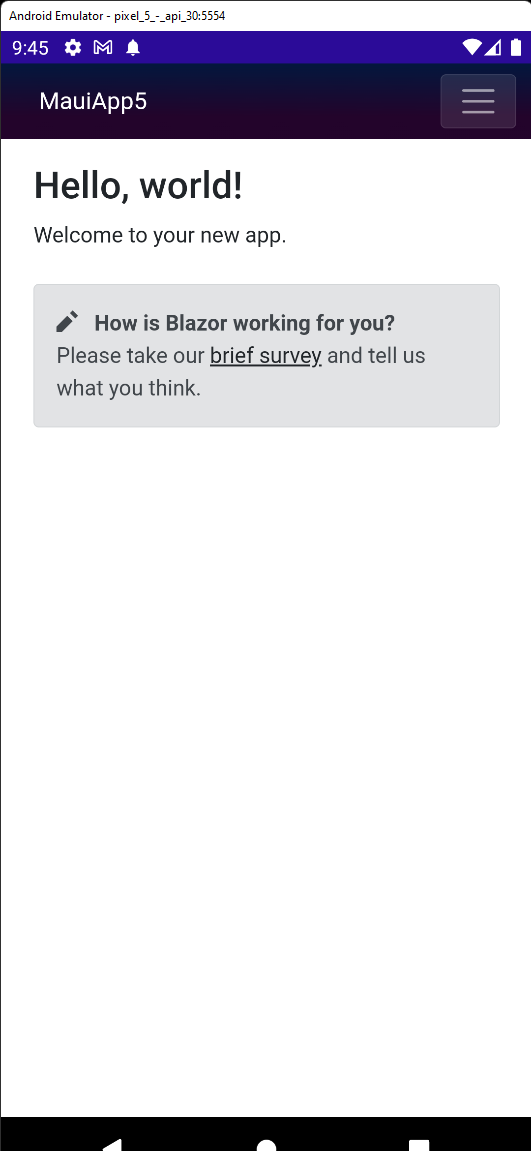 Android Emulator - pixel_5_-_api_30:5554
9:45
MauiApp5
Hello, world!
Welcome to your new app.
How is Blazor working for you?
Please take our brief survey and tell us
what you think.